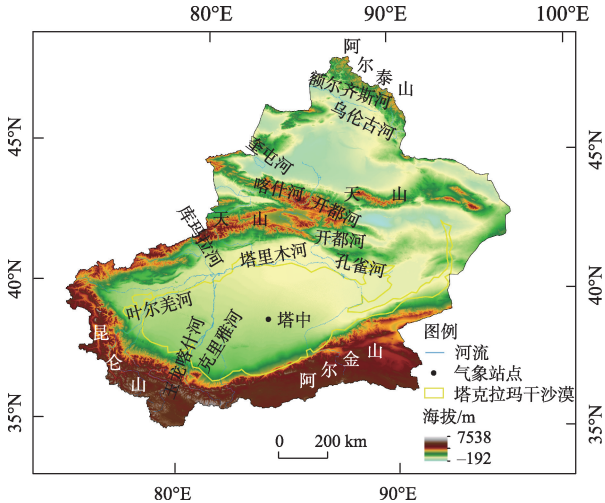 80°E
90°E
100°E
阿尔泰山
额尔齐斯河
乌伦古河
45°N
45°N
奎屯河
喀什河
开都河
天山
天山
库玛拉河
开都河
塔里木河
孔雀河
40°N
40°N
叶尔羌河
塔中
玉龙喀什河
克里雅河
昆仑山
阿尔金山
35°N
35°N
图例
河流
气象站点
塔克拉玛干沙漠
海拔/m
7538
-192
0 200 km
80°E
90°E